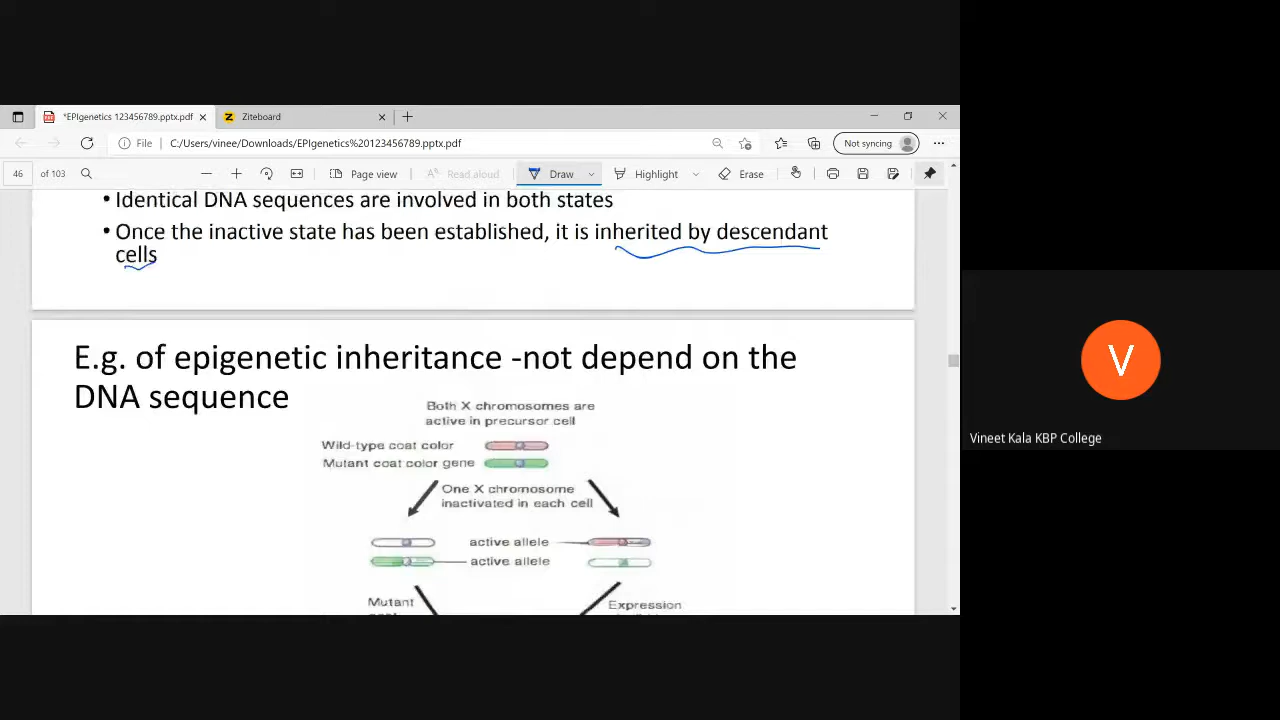 *EPIgenetics 123456789.pptx.pdf
Ziteboard
File
C:/Users/vinee/Downloads/EPIgenetics%20123456789.pptx.pdf
Not syncing
46 of 103
Page view
Read aloud
Draw
Highlight
Erase
• Identical DNA sequences are involved in both states
• Once the inactive state has been established, it is inherited by descendant
cells
E.g. of epigenetic inheritance -not depend on the
DNA sequence
Both X chromosomes are
active in precursor cell
Wild-type coat color
Mutant coat color gene
One X chromosome
inactivated in each cell
active allele
active allele
Mutant
Expression
V
Vineet Kala KBP College